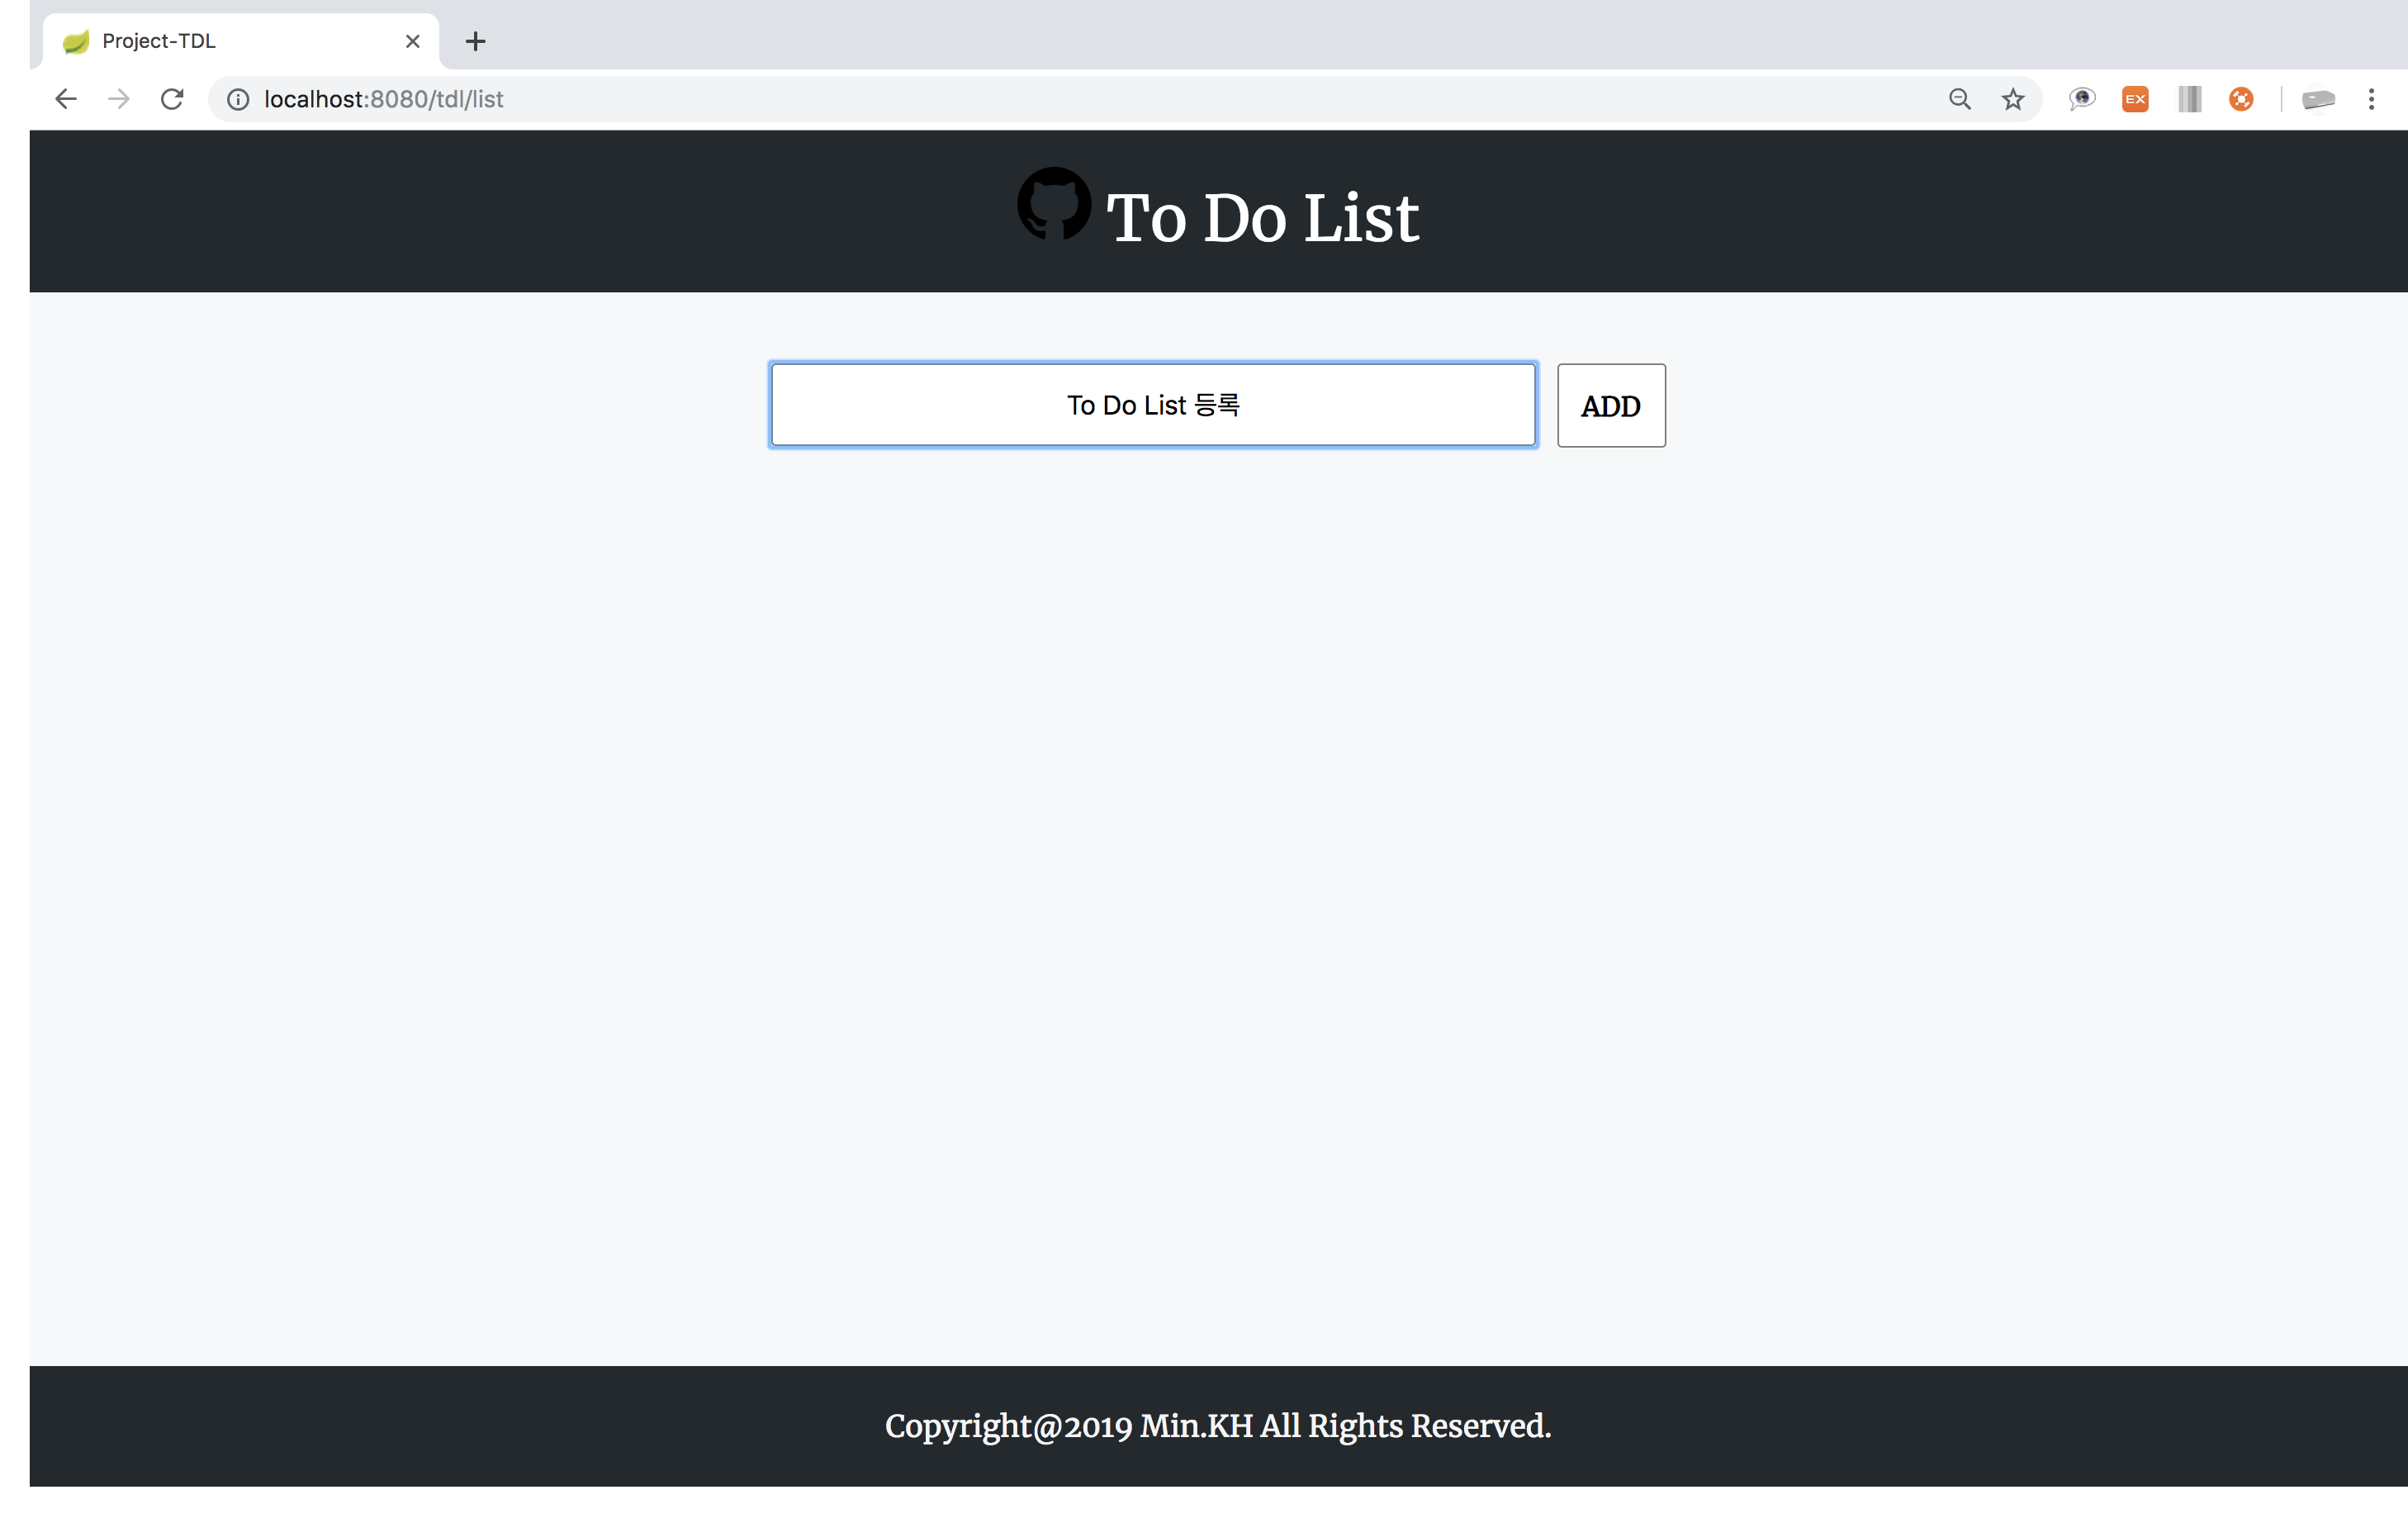 Project-TDL
localhost:8080/tdl/list
EX
To Do List
To Do List 등록
ADD
Copyright@2019 Min.KH All Rights Reserved.